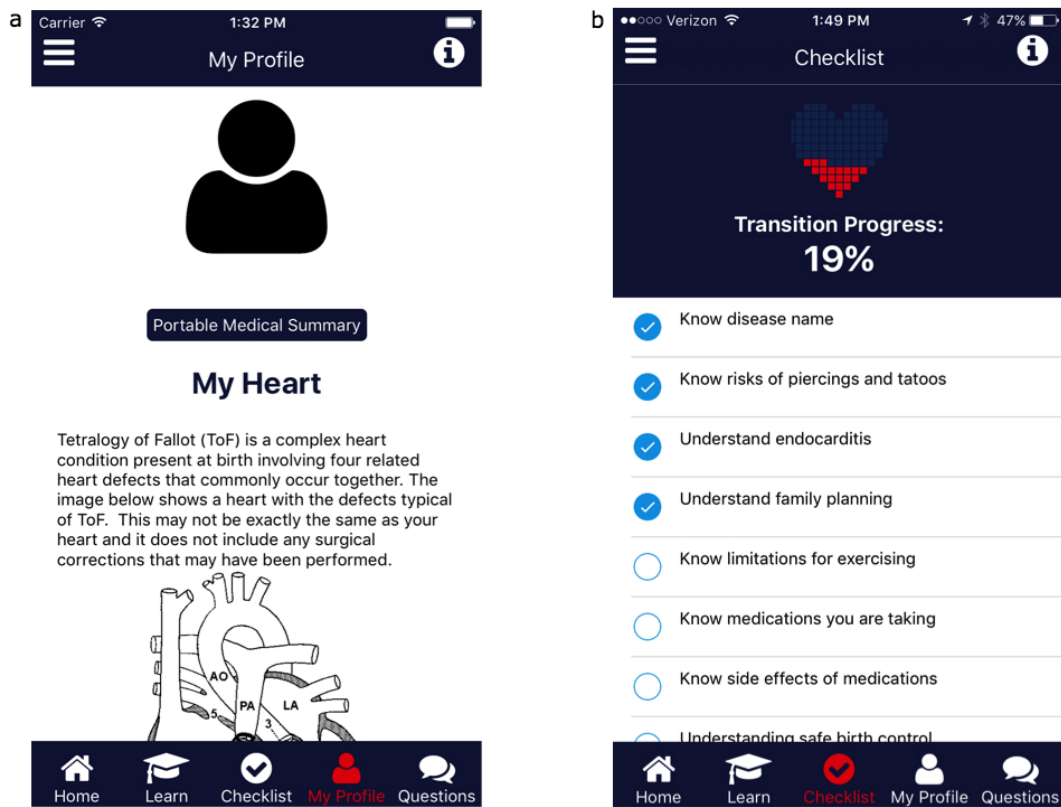 a
Carrier 1:32 PM
My Profile
Portable Medical Summary
My Heart
Tetralogy of Fallot (ToF) is a complex heart
condition present at birth involving four related
heart defects that commonly occur together. The
image below shows a heart with the defects typical
of ToF. This may not be exactly the same as your
heart and it does not include any surgical
corrections that may have been performed.
AO
PA
LA
5
3
Home Learn Checklist My Profile Questions
b
Verizon 1:49 PM 47%
Checklist
Transition Progress:
19%
Know disease name
Know risks of piercings and tatoos
Understand endocarditis
Understand family planning
Know limitations for exercising
Know medications you are taking
Know side effects of medications
Understanding safe birth control
Home Learn Checklist My Profile Questions